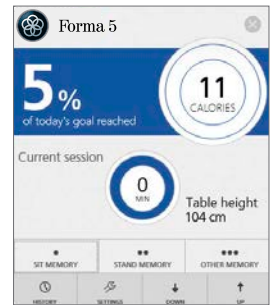 Forma 5
5%
of today's goal reached
11
CALORIES
Current session
0
MIN
Table height
104 cm
SIT MEMORY
STAND MEMORY
OTHER MEMORY
HISTORY
SETTINGS
DOWN
UP